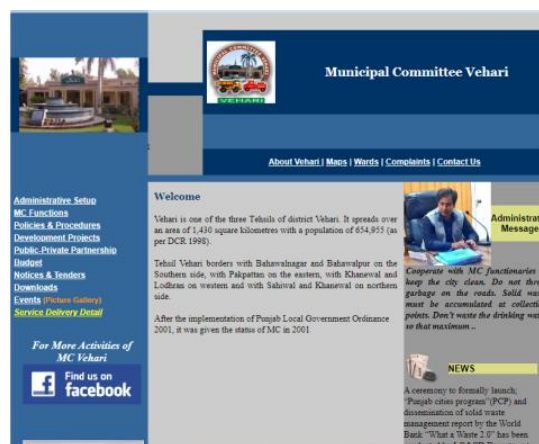 MUNICIPAL COMMITTEE VEHARI
VEHARI
Municipal Committee Vehari
About Vehari | Maps | Wards | Complaints | Contact Us
Administrative Setup
MC Functions
Policies & Procedures
Development Projects
Public-Private Partnership
Budget
Notices & Tenders
Downloads
Events (Picture Gallery)
Service Delivery Detail
For More Activities of
MC Vehari
Find us on
facebook
Welcome
Vehari is one of the three Tehsils of district Vehari. It spreads over
an area of 1,430 square kilometres with a population of 654,955 (as
per DCR 1998).
Tehsil Vehari borders with Bahawalnagar and Bahawalpur on the
Southern side, with Pakpattan on the eastern, with Khanewal and
Lodhran on western and with Sahiwal and Khanewal on northern
side.
After the implementation of Punjab Local Government Ordinance
2001, it was given the status of MC in 2001
Administrat
Message
Cooperate with MC functionaries
keep the city clean. Do not thro
garbage on the roads. Solid was
must be accumulated at collecti
points. Don't waste the drinking wat
so that maximum ..
NEWS
A ceremony to formally launch;
"Punjab cities program"(PCP) and
dissemination of solid waste
management report by the World
Bank "What a Waste 2.0" has been